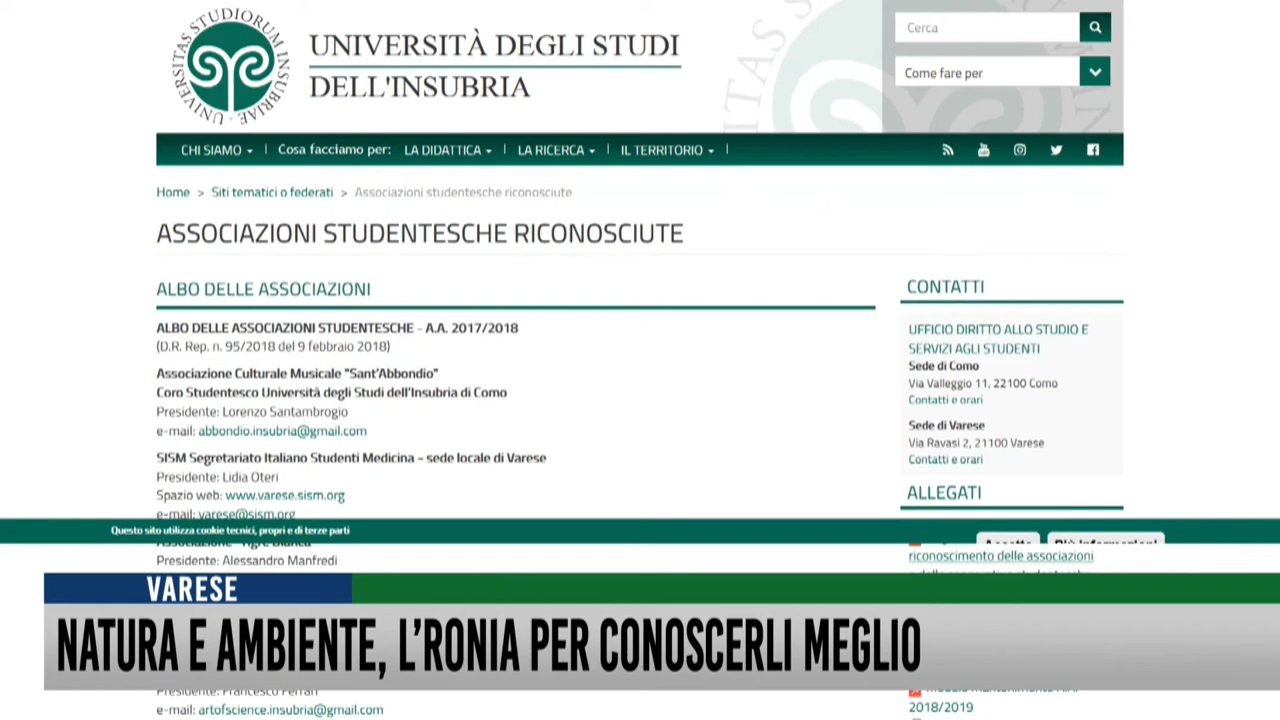 UNIVERSITAS STUDIORUM INSUBRIAE
UNIVERSITÀ DEGLI STUDI
DELL'INSUBRIA
Cerca
Come fare per
CHI SIAMO
Cosa facciamo per:
LA DIDATTICA
LA RICERCA
IL TERRITORIO
Home > Siti tematici o federati > Associazioni studentesche riconosciute
ASSOCIAZIONI STUDENTESCHE RICONOSCIUTE
ALBO DELLE ASSOCIAZIONI
ALBO DELLE ASSOCIAZIONI STUDENTESCHE - A.A. 2017/2018
(D.R. Rep. n. 95/2018 del 9 febbraio 2018)
Associazione Culturale Musicale "Sant'Abbondio"
Coro Studentesco Università degli Studi dell'Insubria di Como
Presidente: Lorenzo Santambrogio
e-mail: abbondio.insubria@gmail.com
SISM Segretariato Italiano Studenti Medicina – sede locale di Varese
Presidente: Lidia Oteri
Spazio web: www.varese.sism.org
e-mail: varese@sism.org
CONTATTI
UFFICIO DIRITTO ALLO STUDIO E
SERVIZI AGLI STUDENTI
Sede di Como
Via Valleggio 11, 22100 Como
Contatti e orari
Sede di Varese
Via Ravasi 2, 21100 Varese
Contatti e orari
ALLEGATI
Questo sito utilizza cookie tecnici, propri e di terze parti
Accetto
Più informazioni
Presidente: Alessandro Manfredi
riconoscimento delle associazioni
VARESE
NATURA E AMBIENTE, L'RONIA PER CONOSCERLI MEGLIO
Presidente: Francesco Ferrari
e-mail: artofscience.insubria@gmail.com
2018/2019